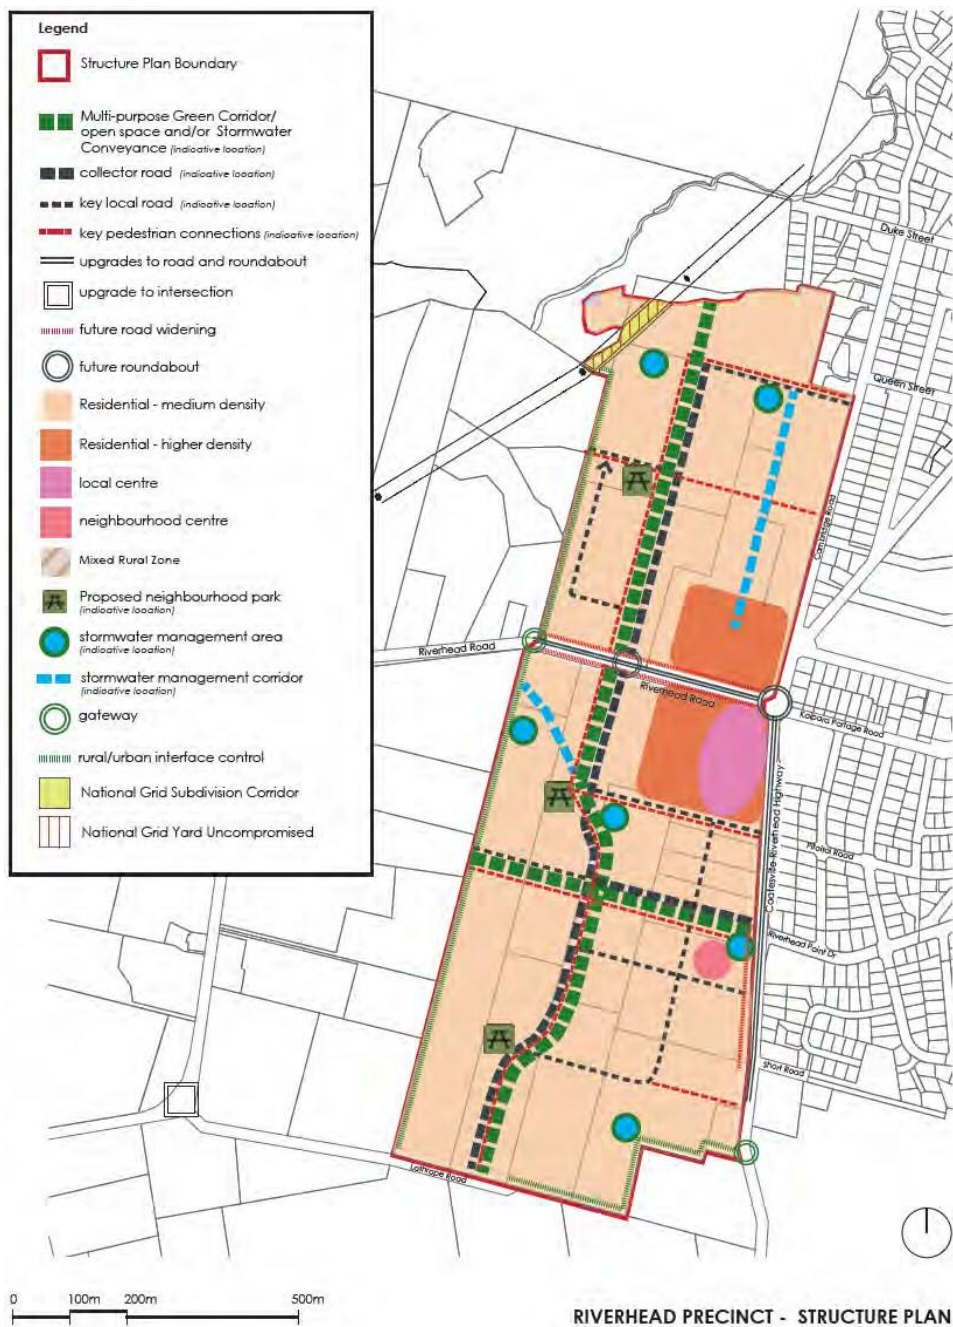 Legend
Structure Plan Boundary
Multi-purpose Green Corridor/
open space and/or Stormwater
Conveyance (indicative location)
collector road (indicative location)
key local road (indicative location)
key pedestrian connections (indicative location)
upgrades to road and roundabout
upgrade to intersection
future road widening
future roundabout
Residential - medium density
Residential - higher density
local centre
neighbourhood centre
Mixed Rural Zone
Proposed neighbourhood park
(indicative location)
stormwater management area
(indicative location)
stormwater management corridor
(indicative location)
gateway
rural/urban interface control
National Grid Subdivision Corridor
National Grid Yard Uncompromised
Duke Street
Queen Street
Cambridge Road
Riverhead Road
Riverhead Road
Kaipara Portage Road
Coatesville-Riverhead Highway
Pitoitoi Road
Riverhead Point Dr
Short Road
Lathrope Road
0 100m 200m 500m
RIVERHEAD PRECINCT - STRUCTURE PLAN